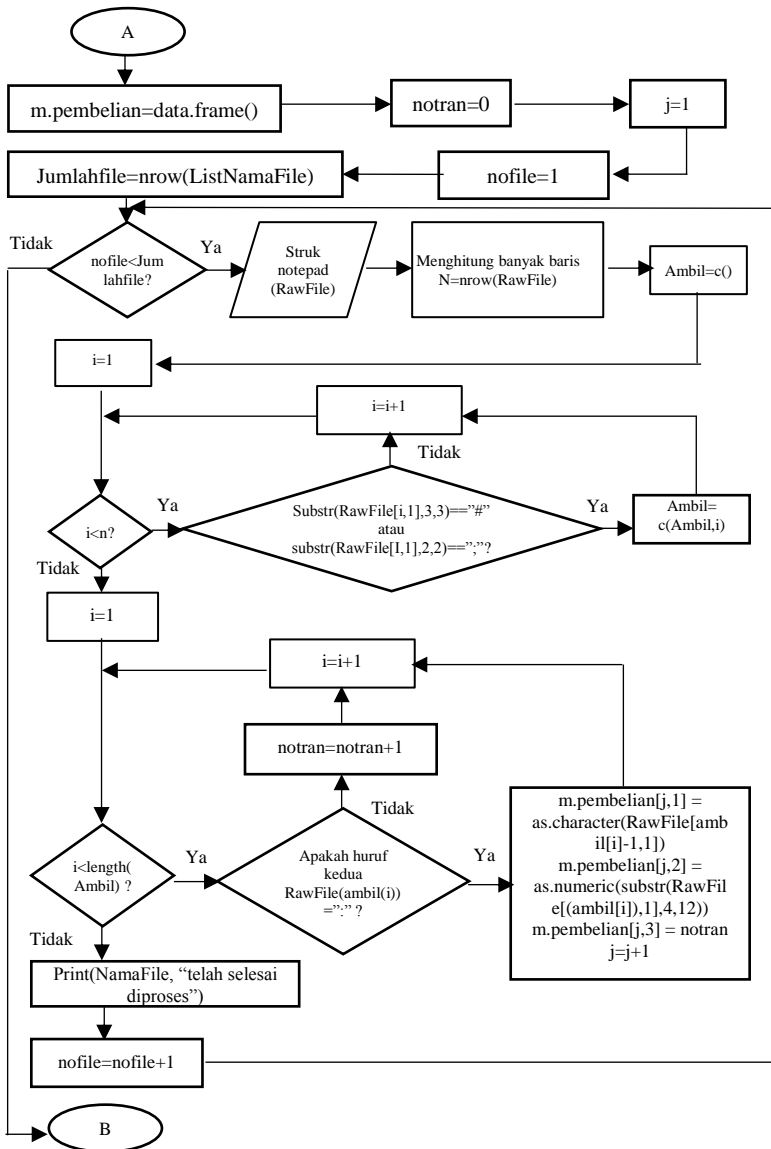 A
m.pembelian=data.frame()
notran=0
j=1
Jumlahfile=nrow(ListNamaFile)
nofile=1
Tidak
nofile<Jum
lahfile?
Ya
Struk
notepad
(RawFile)
Menghitung banyak baris
N=nrow(RawFile)
Ambil=c()
i=1
i=i+1
Tidak
i<n?
Ya
Substr(RawFile[i,1],3,3)=="#"
atau
substr(RawFile[I,1],2,2)==";"?
Ya
Ambil=
c(Ambil,i)
Tidak
i=1
i=i+1
notran=notran+1
Tidak
i<length(
Ambil) ?
Ya
Apakah huruf
kedua
RawFile(ambil(i))
=":" ?
Ya
m.pembelian[j,1] =
as.character(RawFile[amb
il[i]-1,1])
m.pembelian[j,2] =
as.numeric(substr(RawFil
e[(ambil[i]),1],4,12))
m.pembelian[j,3] = notran
j=j+1
Tidak
Print(NamaFile, “telah selesai
diproses”)
nofile=nofile+1
B